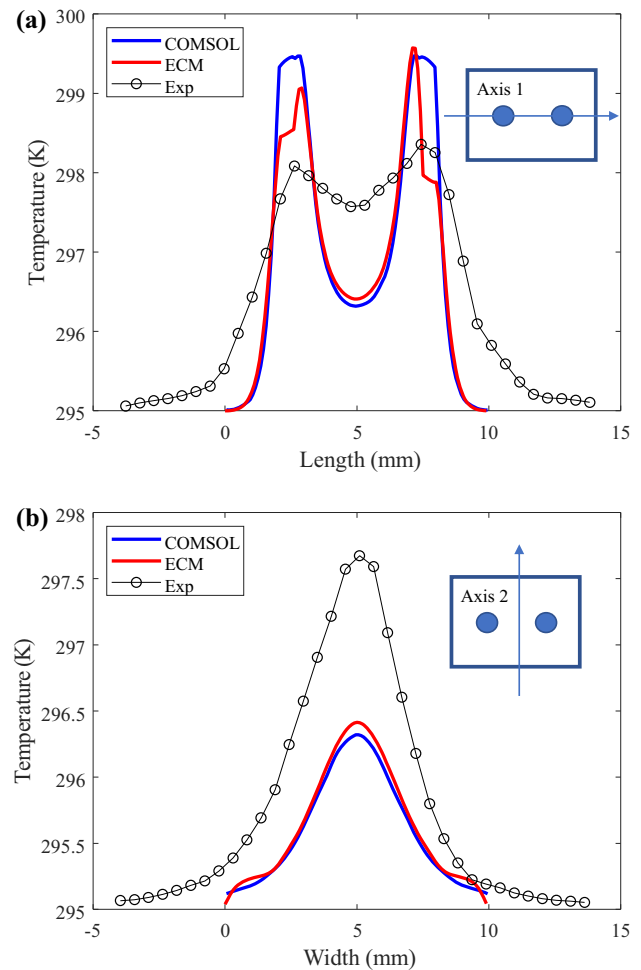 (a)
300
299
298
297
296
295
Temperature (K)
COMSOL
ECM
Exp
Axis 1
-5
0
5
10
15
Length (mm)
(b)
298
297.5
297
296.5
296
295.5
295
Temperature (K)
COMSOL
ECM
Exp
Axis 2
-5
0
5
10
15
Width (mm)